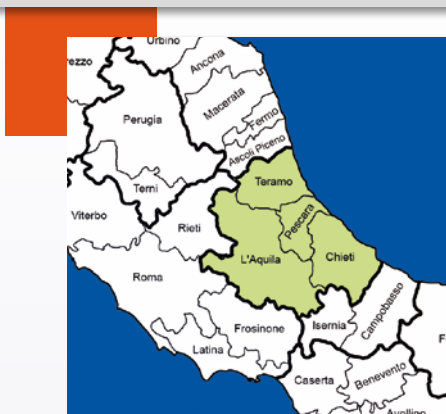 Urbino
Ancona
Macerata
Fermo
Perugia
Ascoli Piceno
Terni
Teramo
Viterbo
Rieti
Pescara
L'Aquila
Chieti
Roma
Frosinone
Isernia
Campobasso
Latina
Caserta
Benevento